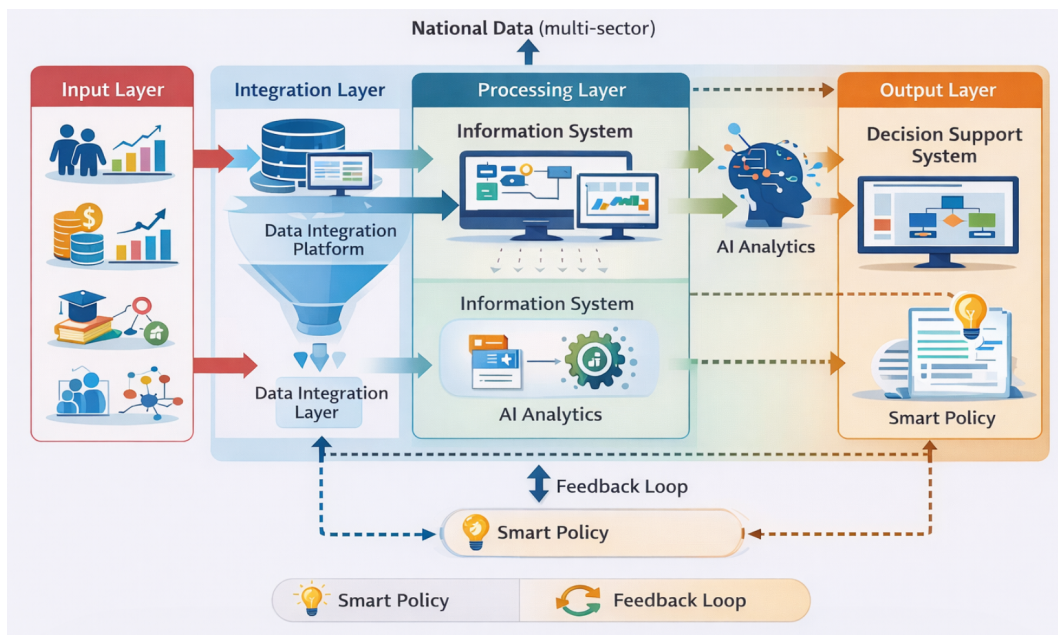 National Data (multi-sector)
Input Layer
Integration Layer
Processing Layer
Output Layer
Information System
Decision Support
System
Data Integration
Platform
AI Analytics
Information System
Data Integration
Layer
AI Analytics
Smart Policy
Feedback Loop
Smart Policy
Smart Policy
Feedback Loop